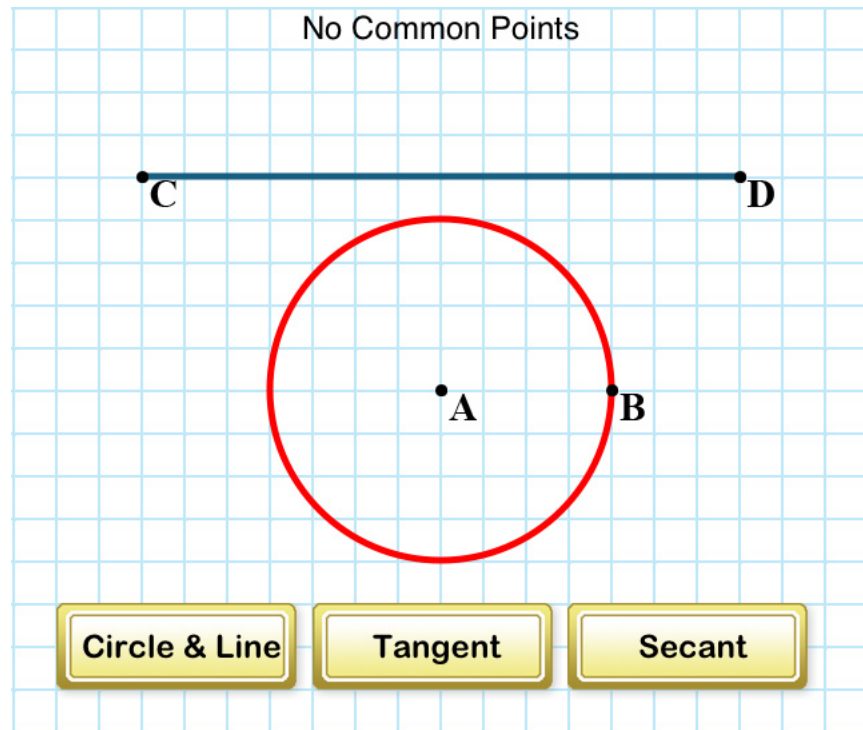 No Common Points
C
D
A
B
Circle & Line
Tangent
Secant